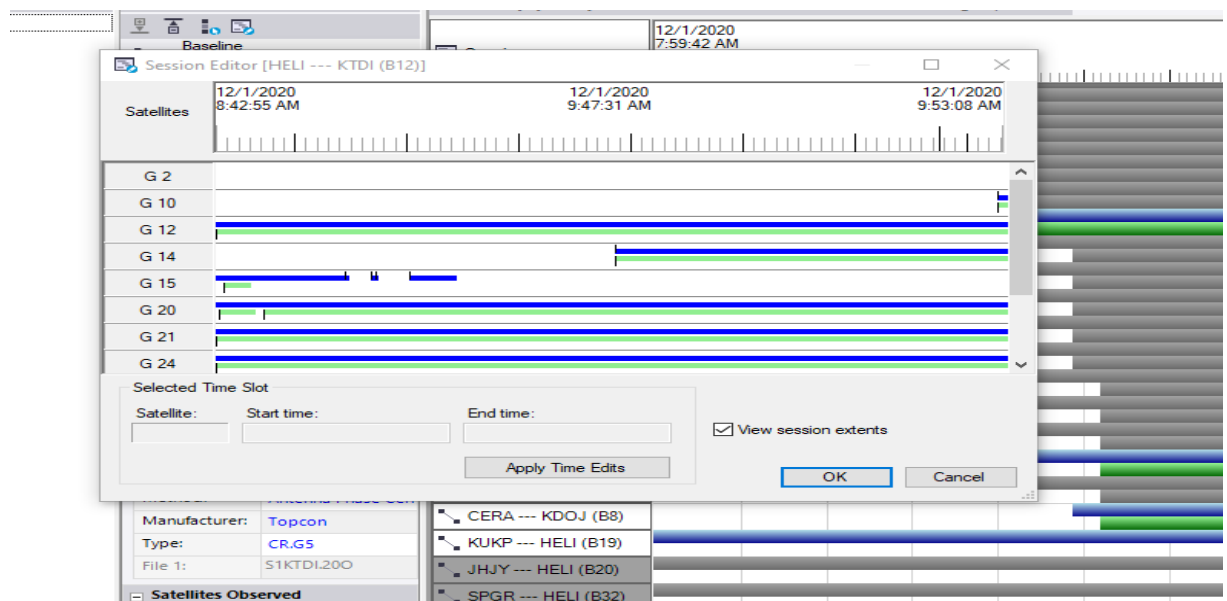 Baseline
12/1/2020
7:59:42 AM
Session Editor [HELI --- KTDI (B12)]
Satellites
12/1/2020 12/1/2020 12/1/2020
8:42:55 AM 9:47:31 AM 9:53:08 AM
G 2
G 10
G 12
G 14
G 15
G 20
G 21
G 24
Selected Time Slot
Satellite: Start time: End time:
View session extents
Apply Time Edits
OK Cancel
Manufacturer: Topcon
Type: CR.G5
File 1: S1KTDI.20O
Satellites Observed
CERA --- KDOJ (B8)
KUKP --- HELI (B19)
JHJY --- HELI (B20)
SPGR --- HELI (B32)